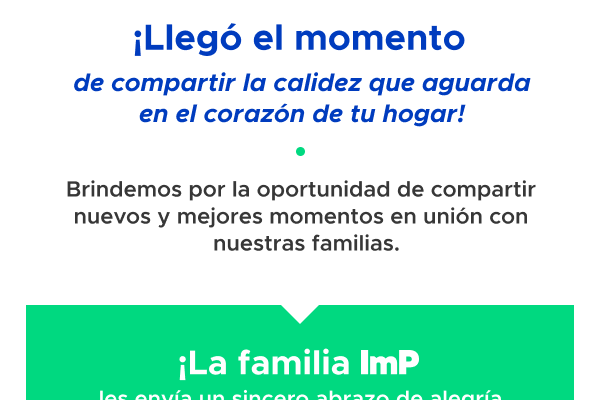 ¡Llegó el momento
de compartir la calidez que aguarda
en el corazón de tu hogar!
Brindemos por la oportunidad de compartir
nuevos y mejores momentos en unión con
nuestras familias.
¡La familia ImP
les envía un sincero abrazo de alegría